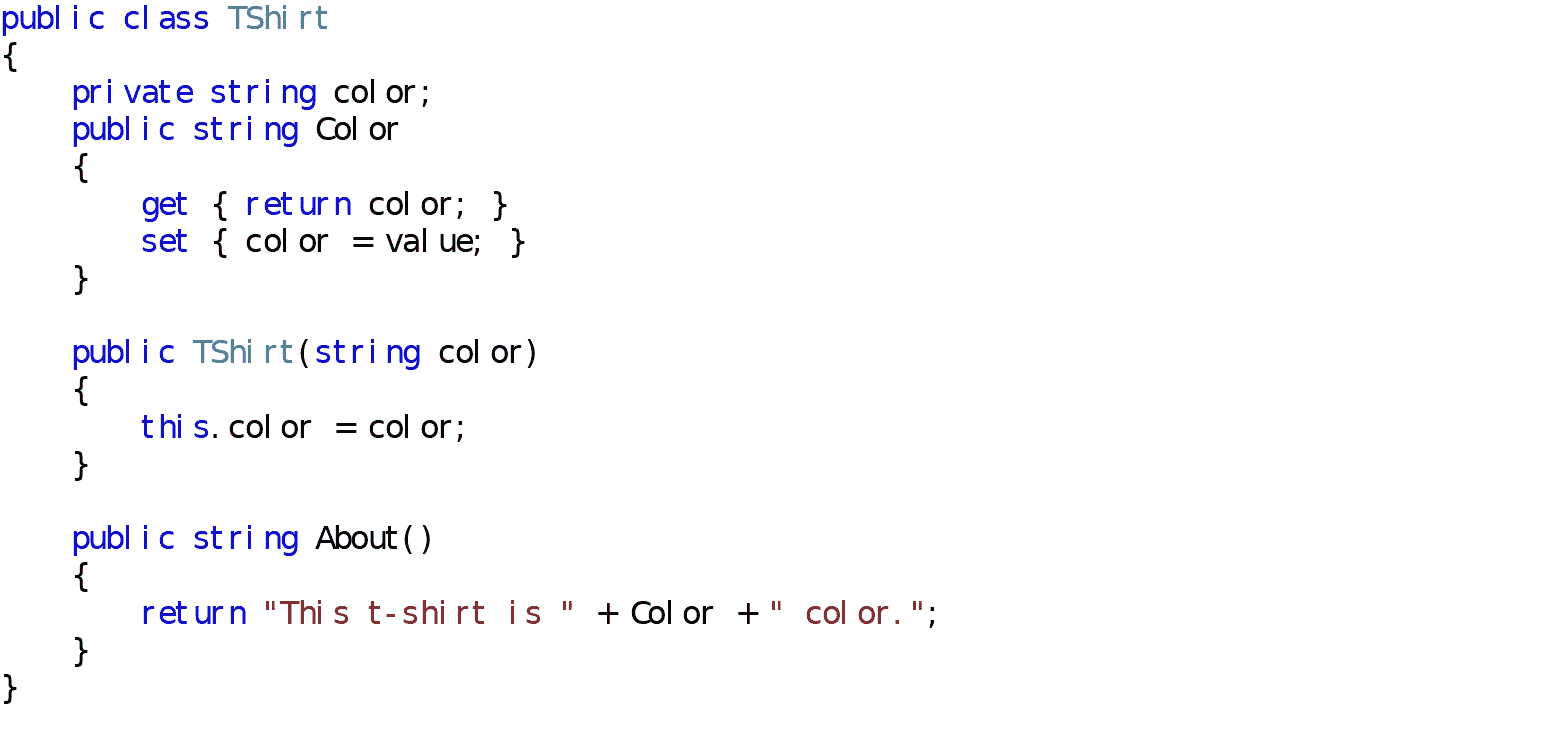 public class TShirt
{
    private string color;
    public string Color
    {
        get { return color; }
        set { color = value; }
    }

    public TShirt(string color)
    {
        this.color = color;
    }

    public string About()
    {
        return "This t-shirt is " + Color + " color.";
    }
}